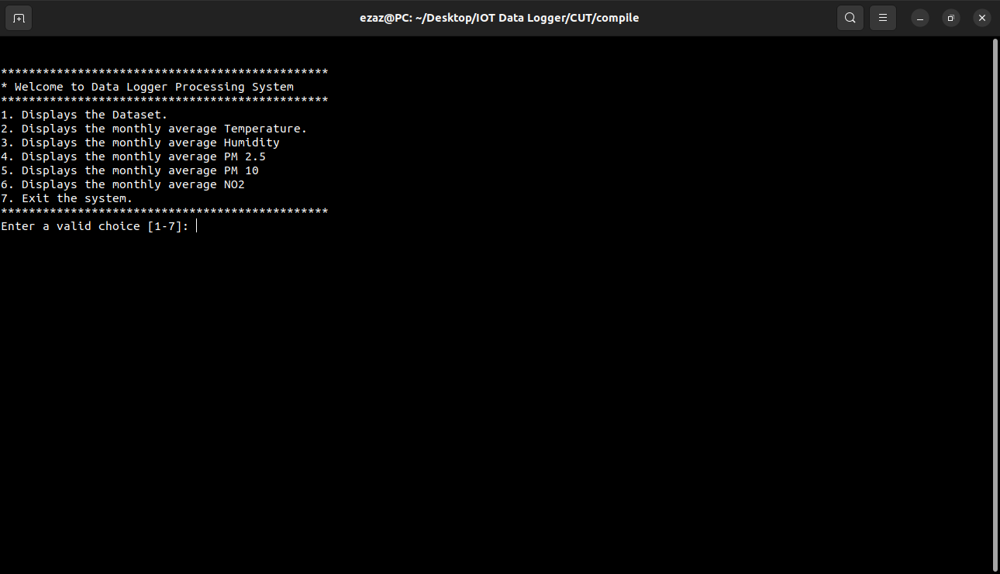 ezaz@PC: ~/Desktop/IOT Data Logger/CUT/compile
***********************************************
* Welcome to Data Logger Processing System
***********************************************
1. Displays the Dataset.
2. Displays the monthly average Temperature.
3. Displays the monthly average Humidity
4. Displays the monthly average PM 2.5
5. Displays the monthly average PM 10
6. Displays the monthly average NO2
7. Exit the system.
***********************************************
Enter a valid choice [1-7]: